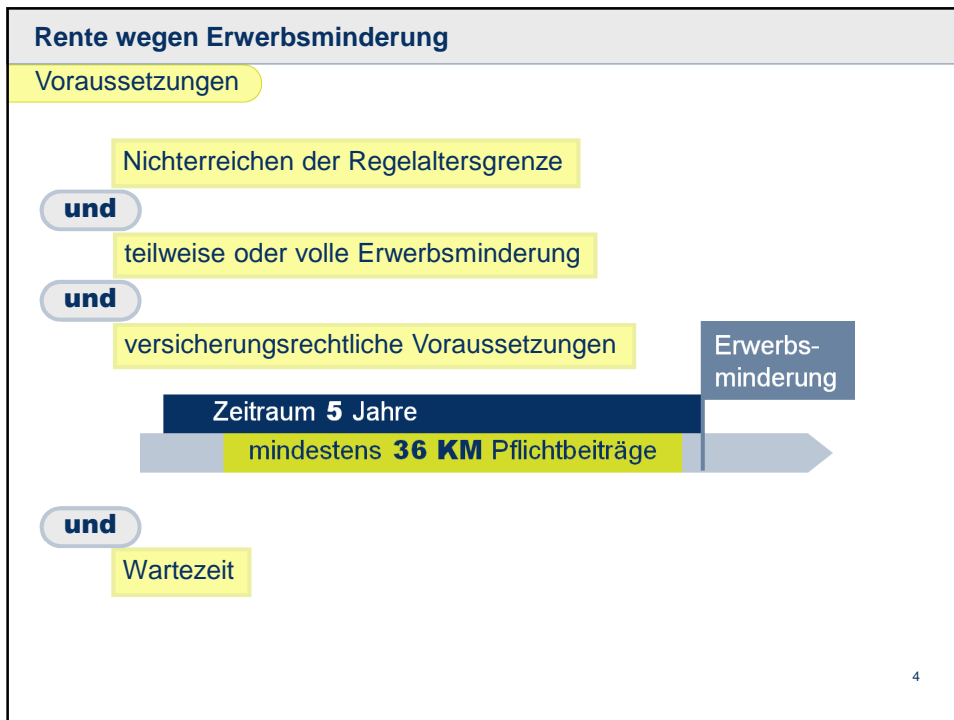 Rente wegen Erwerbsminderung
Voraussetzungen
Nichterreichen der Regelaltersgrenze
und
teilweise oder volle Erwerbsminderung
und
versicherungsrechtliche Voraussetzungen
Erwerbs-
minderung
Zeitraum 5 Jahre
mindestens 36 KM Pflichtbeiträge
und
Wartezeit
4